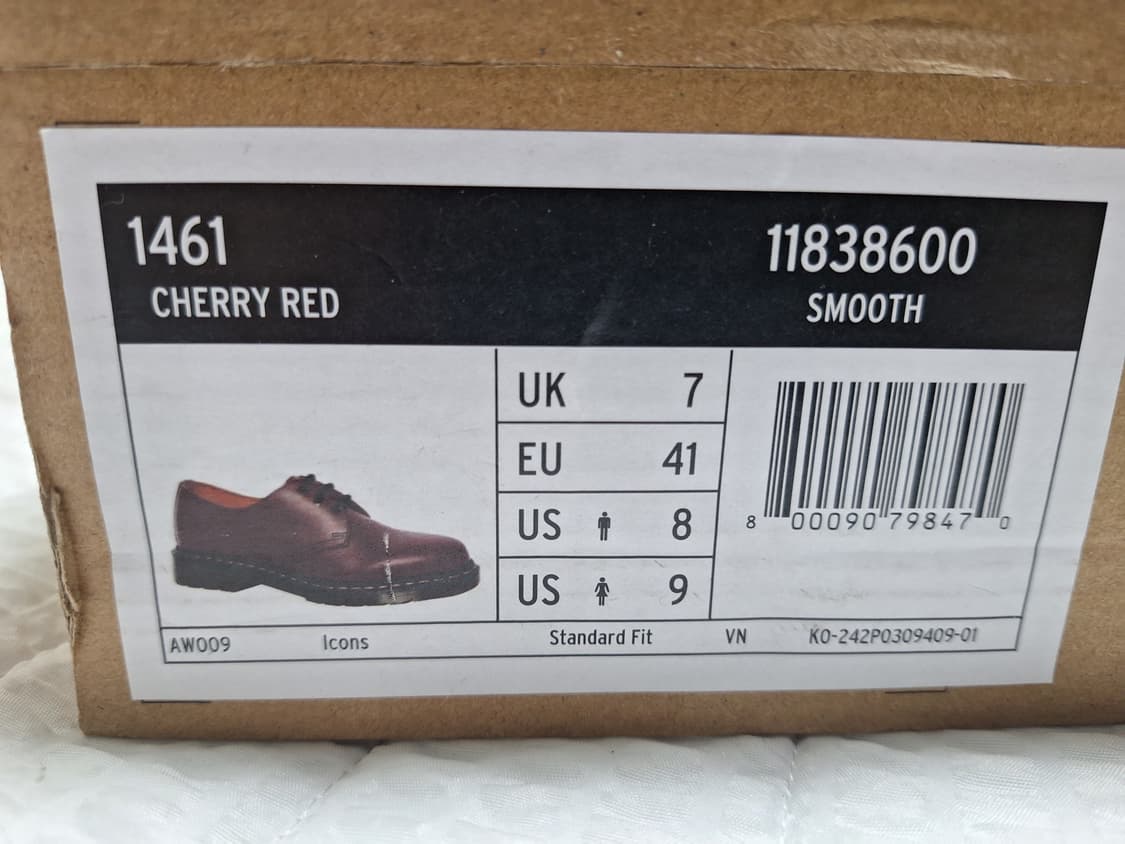 1461 11838600
CHERRY RED SMOOTH
UK 7
EU 41
US 8
US 9
8 00090 79847 0
AW009 Icons Standard Fit VN K0-242P0309409-01